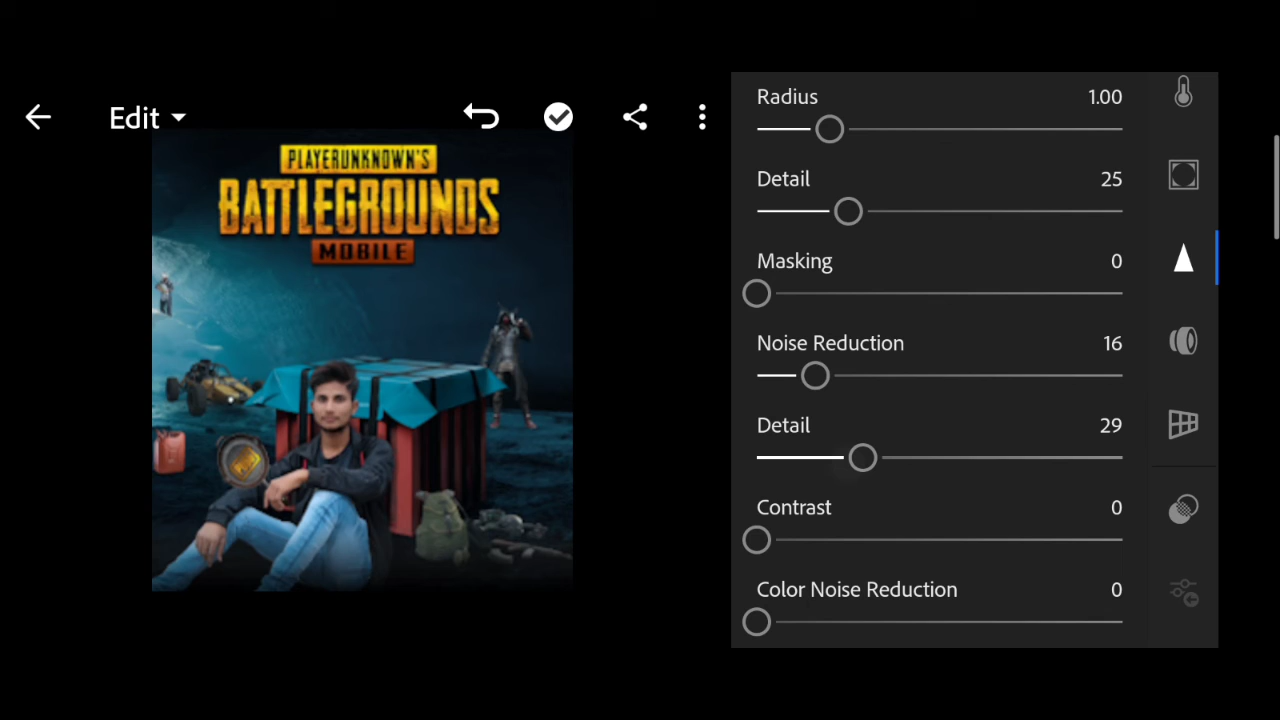 Edit
PLAYERUNKNOWN'S
BATTLEGROUNDS
MOBILE
Radius 1.00
Detail 25
Masking 0
Noise Reduction 16
Detail 29
Contrast 0
Color Noise Reduction 0